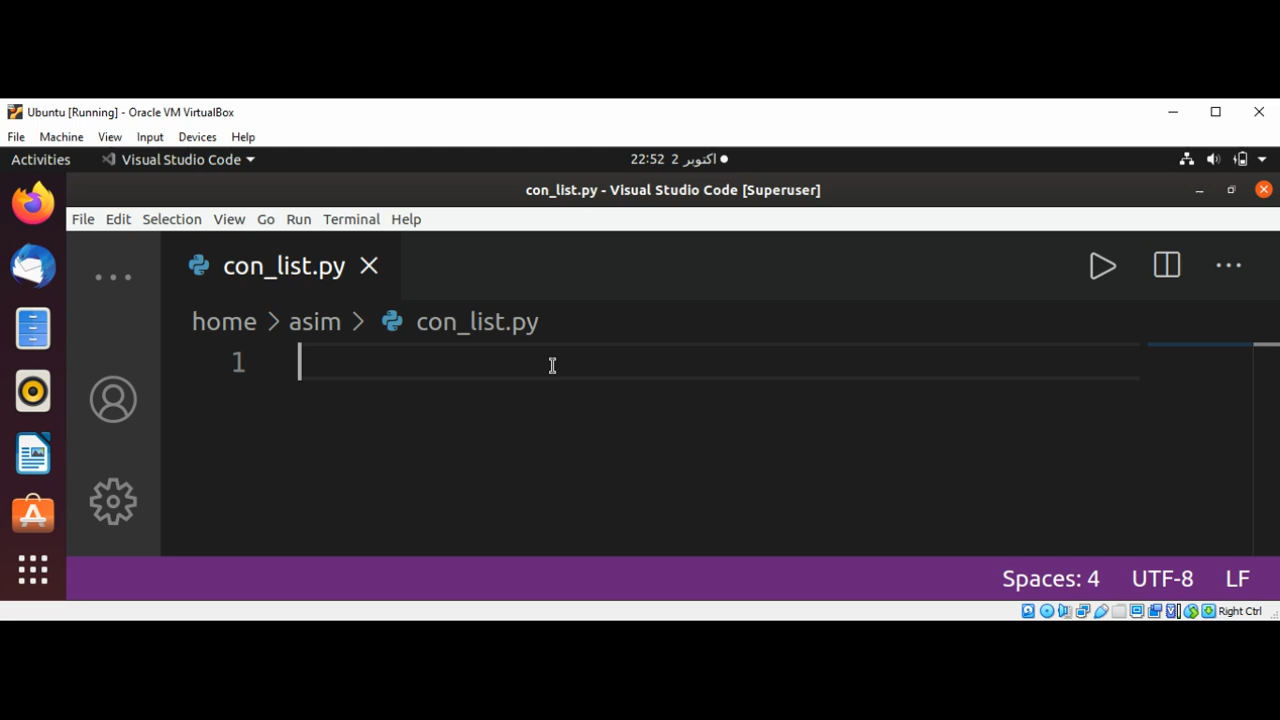 Ubuntu [Running] - Oracle VM VirtualBox
File Machine View Input Devices Help
Activities Visual Studio Code 22:52 2 اکتوبر
con_list.py - Visual Studio Code [Superuser]
File Edit Selection View Go Run Terminal Help
con_list.py
home > asim > con_list.py
1
Spaces: 4 UTF-8 LF
Right Ctrl